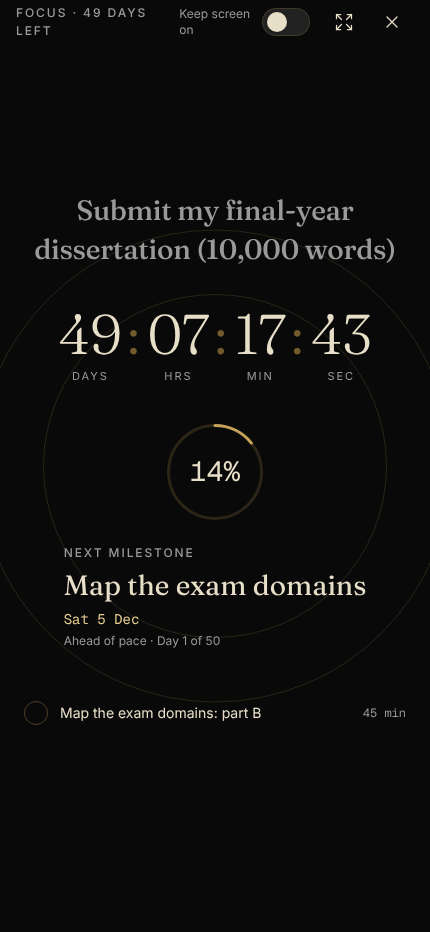 FOCUS · 49 DAYS
LEFT
Keep screen
on
Submit my final-year
dissertation (10,000 words)
49:07:17:43
DAYS HRS MIN SEC
14%
NEXT MILESTONE
Map the exam domains
Sat 5 Dec
Ahead of pace · Day 1 of 50
Map the exam domains: part B 45 min